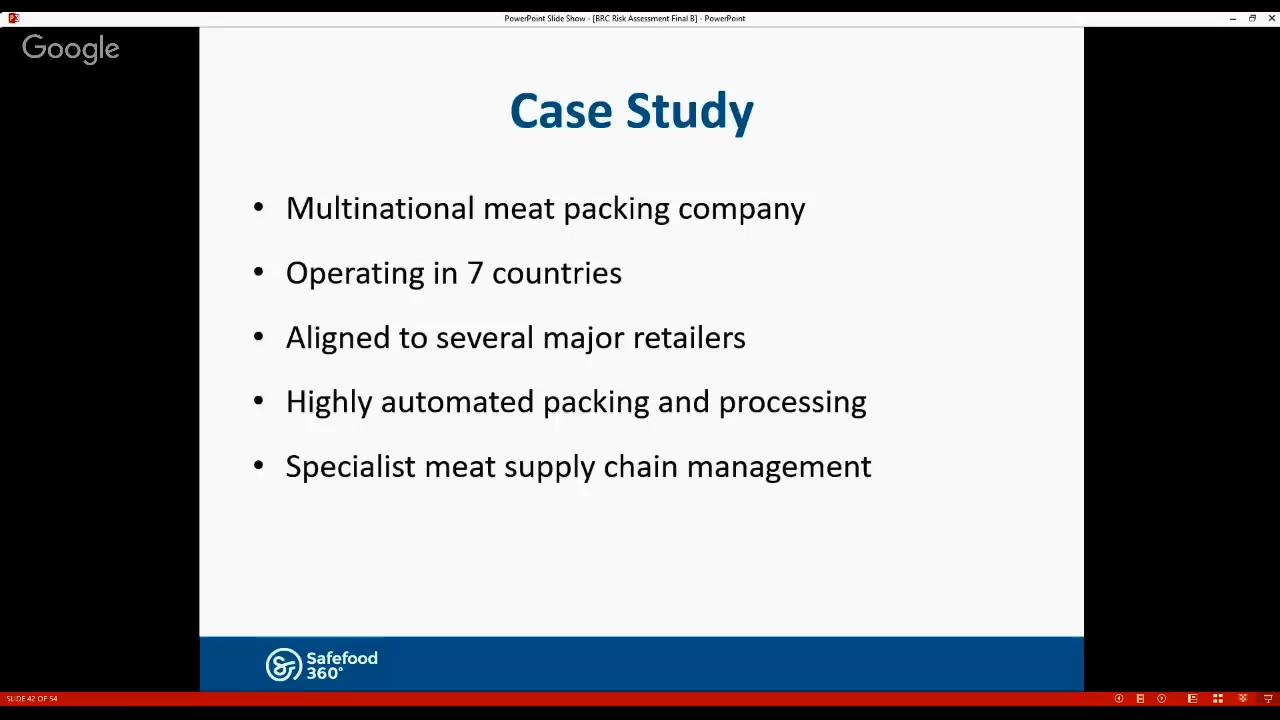 PowerPoint Slide Show - [BRC Risk Assessment Final B] - PowerPoint
Google
Case Study
• Multinational meat packing company
• Operating in 7 countries
• Aligned to several major retailers
• Highly automated packing and processing
• Specialist meat supply chain management
Safefood
360°
SLIDE 42 OF 54